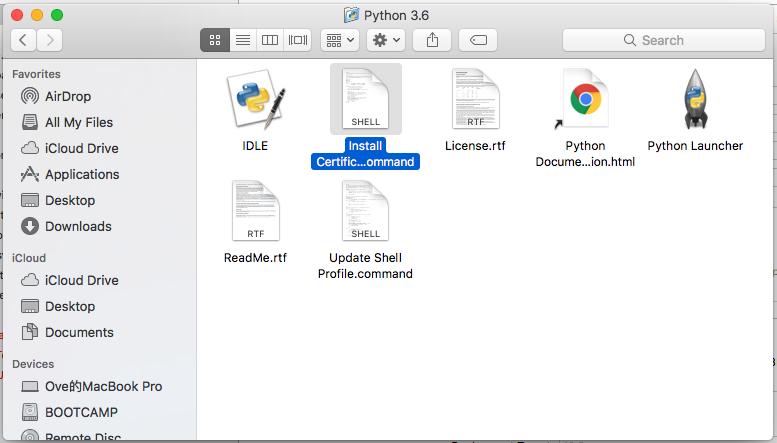 Python 3.6
Search
Favorites
AirDrop
All My Files
iCloud Drive
Applications
Desktop
Downloads
iCloud
iCloud Drive
Desktop
Documents
Devices
Ove的MacBook Pro
BOOTCAMP
Remote Disc
IDLE
SHELL
Install
Certific...ommand
RTF
License.rtf
Python
Docume...ion.html
Python Launcher
RTF
ReadMe.rtf
SHELL
Update Shell
Profile.command